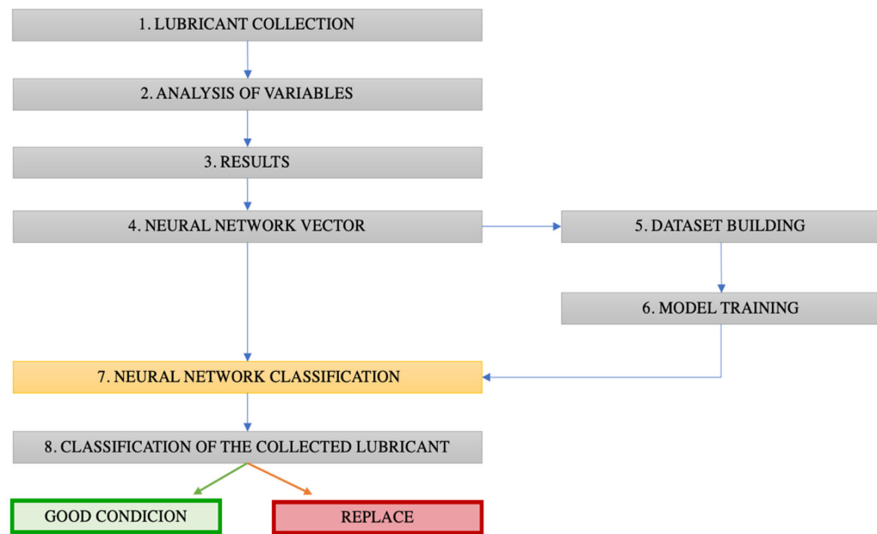 1. LUBRICANT COLLECTION
2. ANALYSIS OF VARIABLES
3. RESULTS
4. NEURAL NETWORK VECTOR
5. DATASET BUILDING
6. MODEL TRAINING
7. NEURAL NETWORK CLASSIFICATION
8. CLASSIFICATION OF THE COLLECTED LUBRICANT
GOOD CONDICION
REPLACE